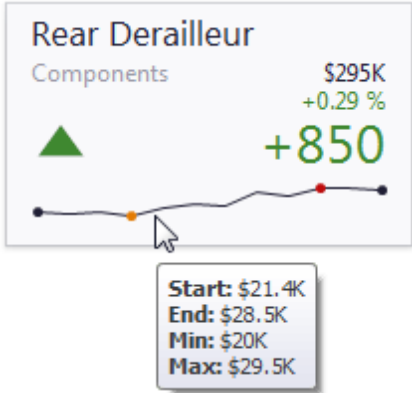 Rear Derailleur
Components $295K
+0.29 %
+850
Start: $21.4K
End: $28.5K
Min: $20K
Max: $29.5K